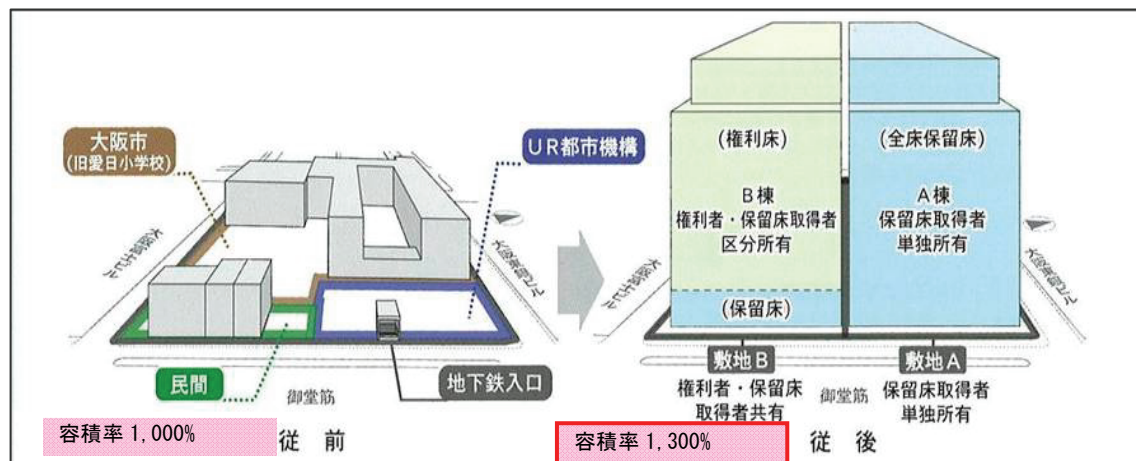 大阪市
(旧愛日小学校)
UR都市機構
民間
御堂筋
地下鉄入口
容積率 1,000%
従前
(権利床)
B棟
権利者・保留床取得者
区分所有
(保留床)
(全床保留床)
A棟
保留床取得者
単独所有
敷地B
権利者・保留床
取得者共有
御堂筋
敷地A
保留床取得者
単独所有
容積率 1,300%
従後